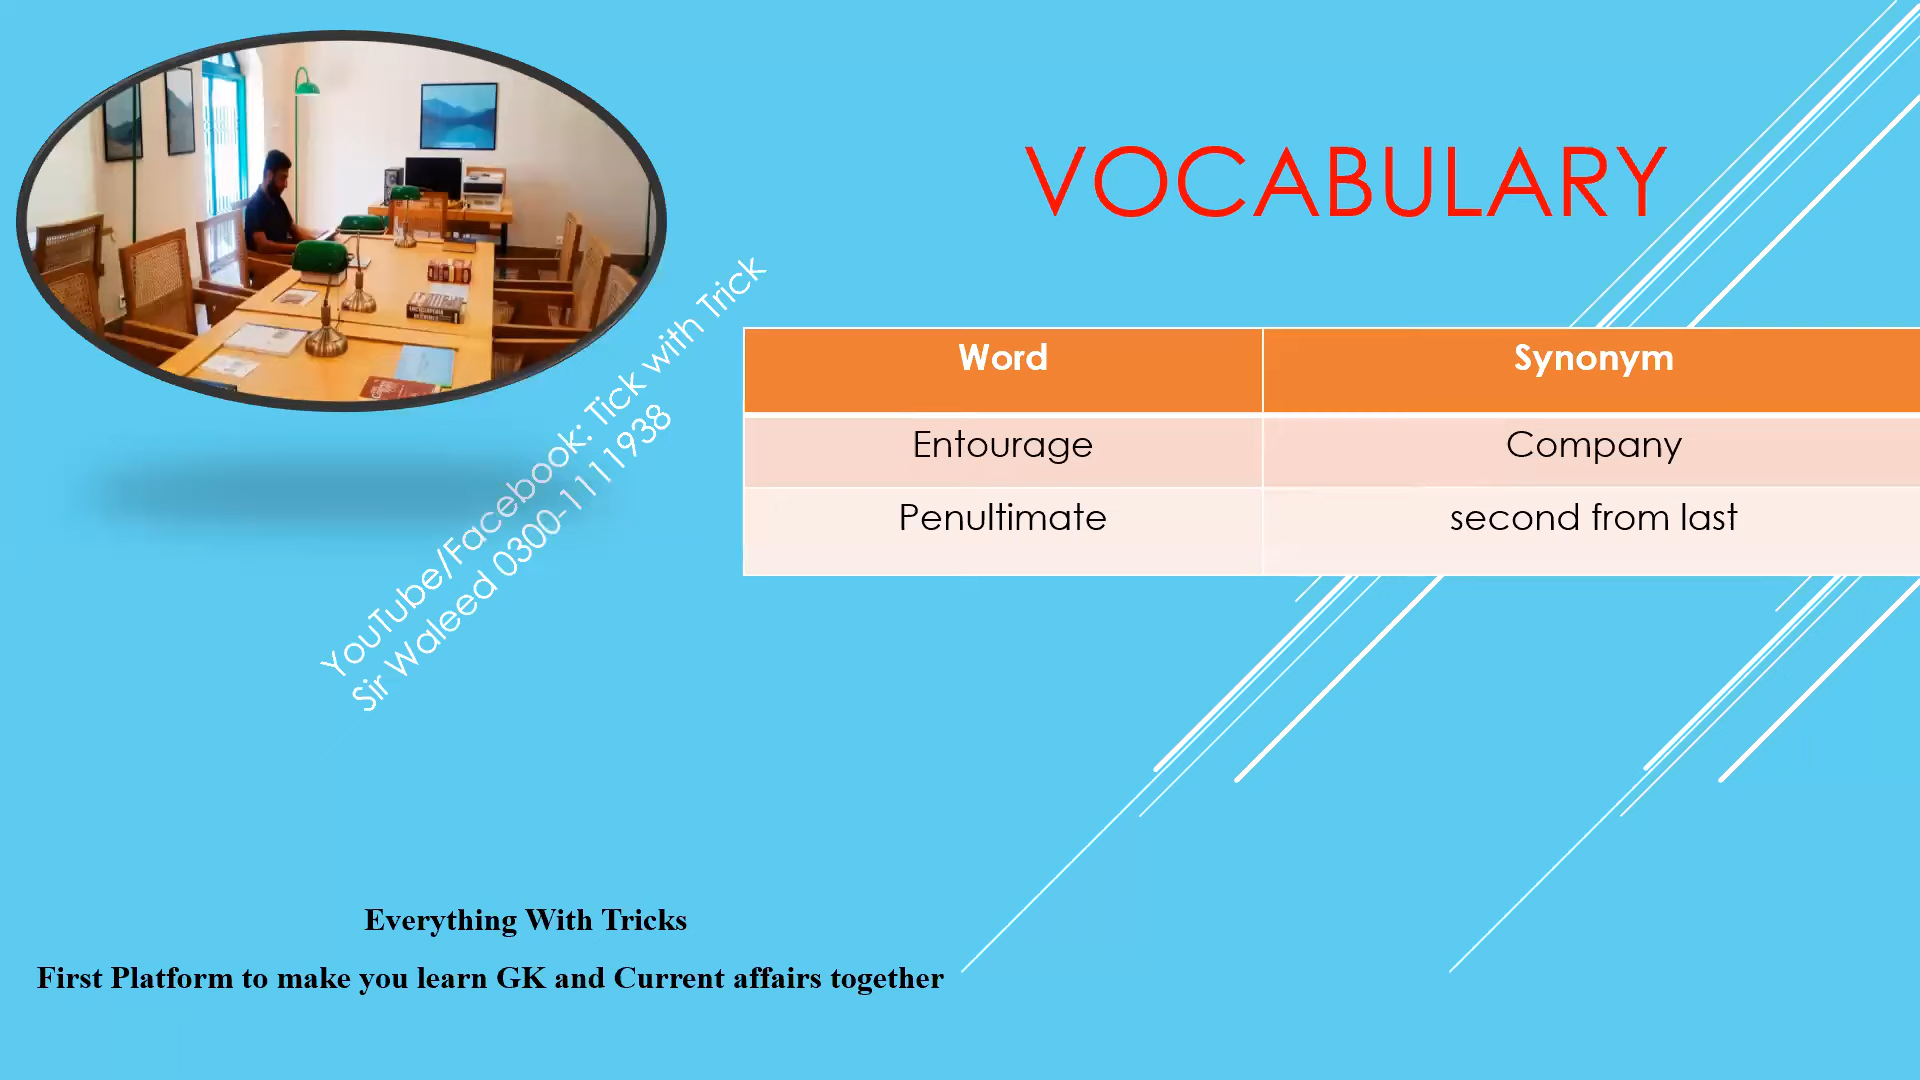 VOCABULARY
Word Synonym
Entourage Company
Penultimate second from last
YouTube/Facebook: Tick with Trick
Sir Waleed 0300-1111938
Everything With Tricks
First Platform to make you learn GK and Current affairs together